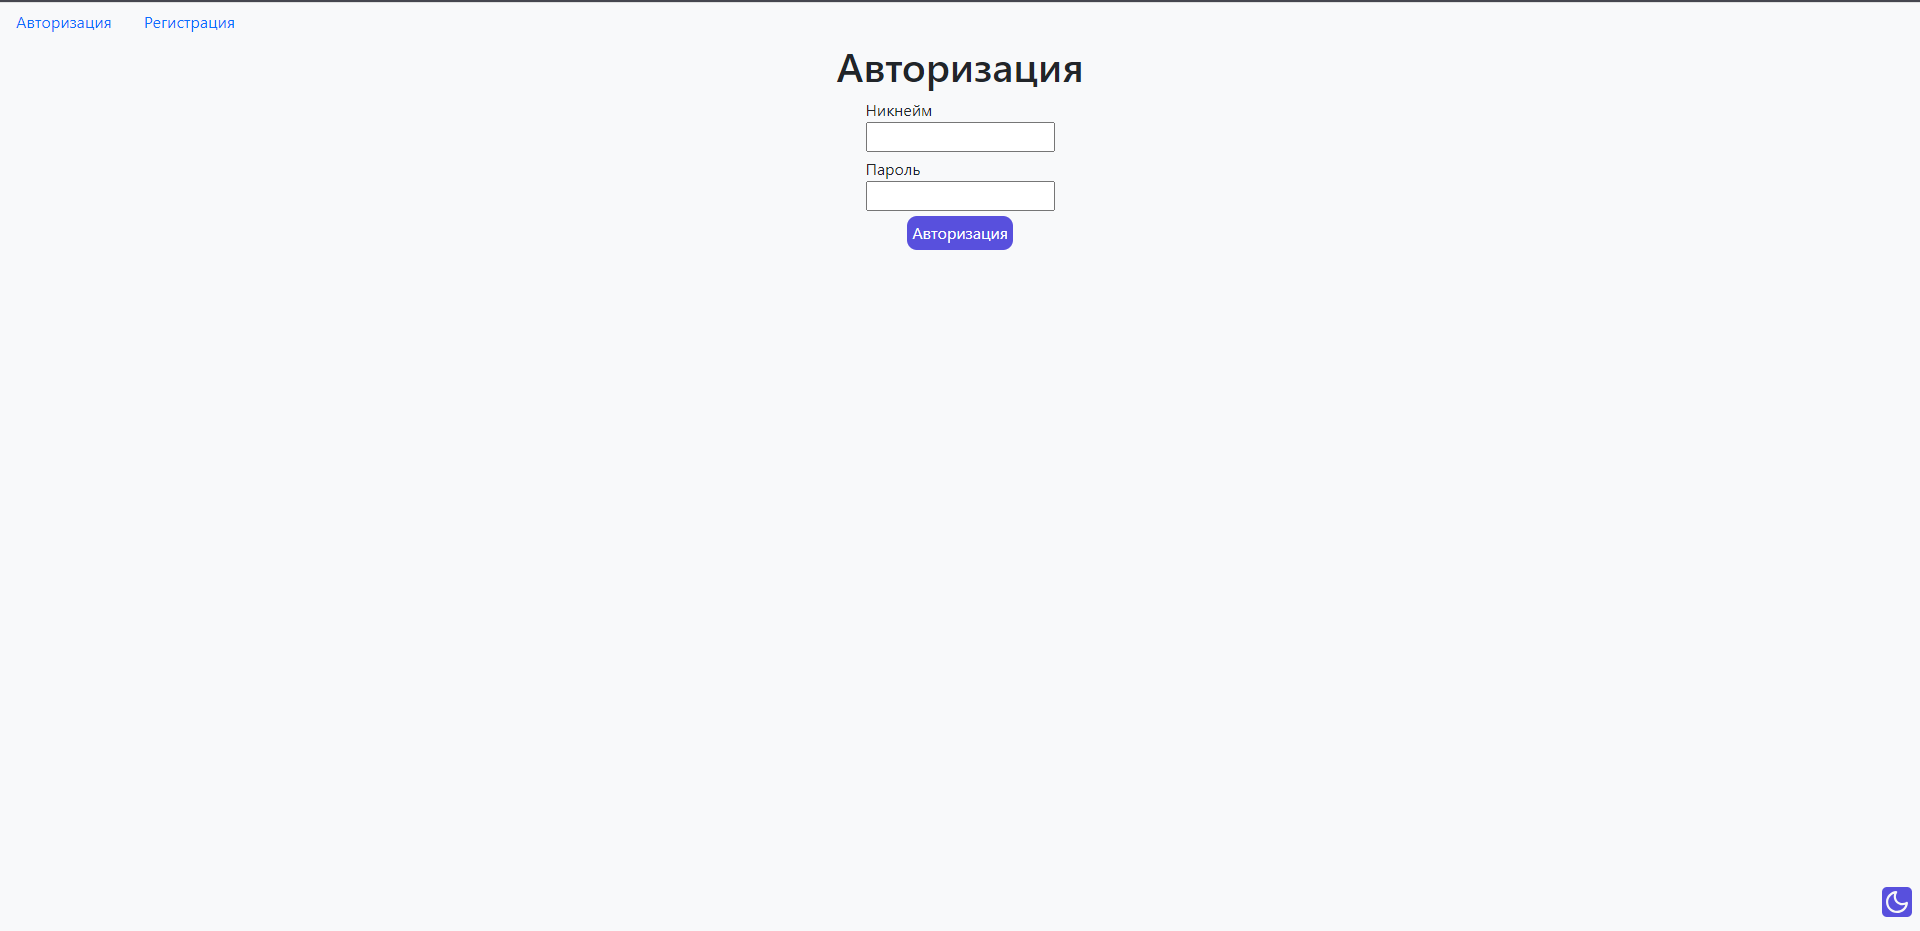 Авторизация Регистрация
Авторизация
Никнейм
Пароль
Авторизация